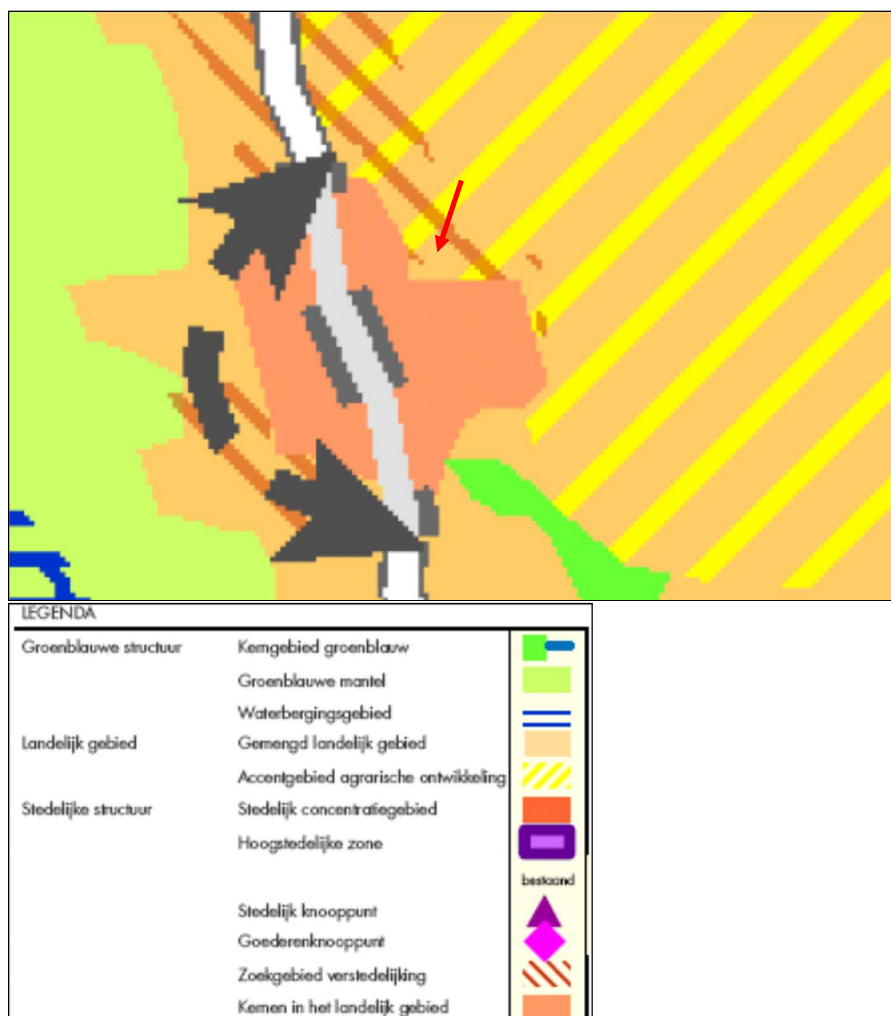 LEGENDA
Groenblauwe structuur Kerngebied groenblauw
Groenblauwe mantel
Waterbergingsgebied
Landelijk gebied Gemengd landelijk gebied
Accentgebied agrarische ontwikkeling
Stedelijke structuur Stedelijk concentratiegebied
Hoogstedelijke zone
bestaand
Stedelijk knooppunt
Goederenknooppunt
Zoekgebied verstedelijking
Kernen in het landelijk gebied